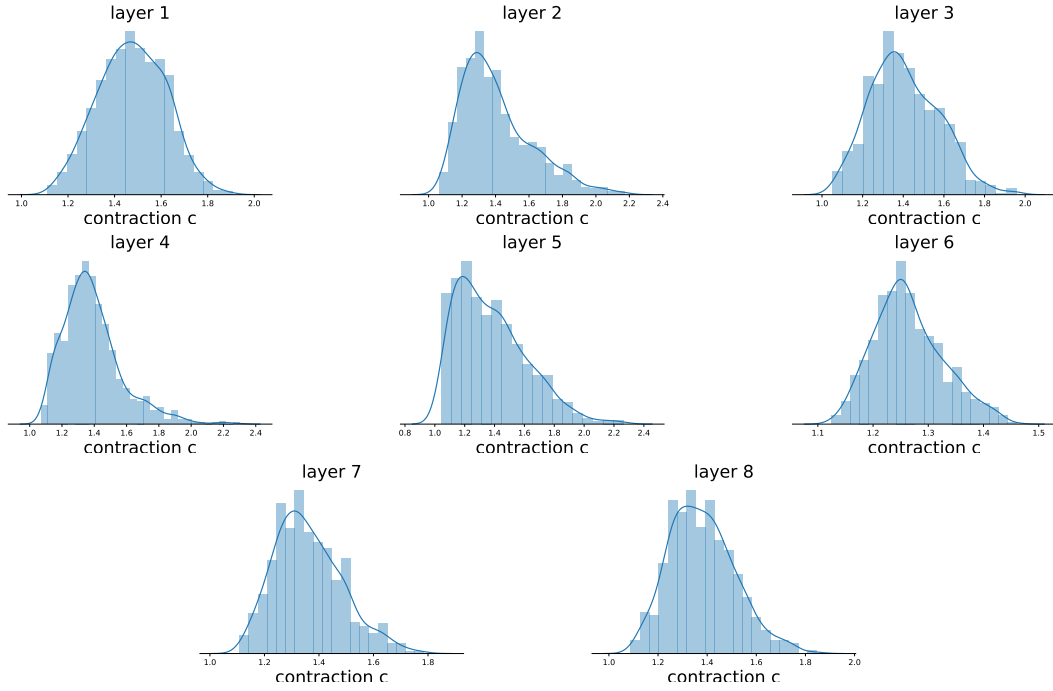 layer 1
layer 2
layer 3
1.0 1.2 1.4 1.6 1.8 2.0
1.0 1.2 1.4 1.6 1.8 2.0 2.2 2.4
1.0 1.2 1.4 1.6 1.8 2.0
contraction c
contraction c
contraction c
layer 4
layer 5
layer 6
1.0 1.2 1.4 1.6 1.8 2.0 2.2 2.4
0.8 1.0 1.2 1.4 1.6 1.8 2.0 2.2 2.4
1.1 1.2 1.3 1.4 1.5
contraction c
contraction c
contraction c
layer 7
layer 8
1.0 1.2 1.4 1.6 1.8
1.0 1.2 1.4 1.6 1.8 2.0
contraction c
contraction c